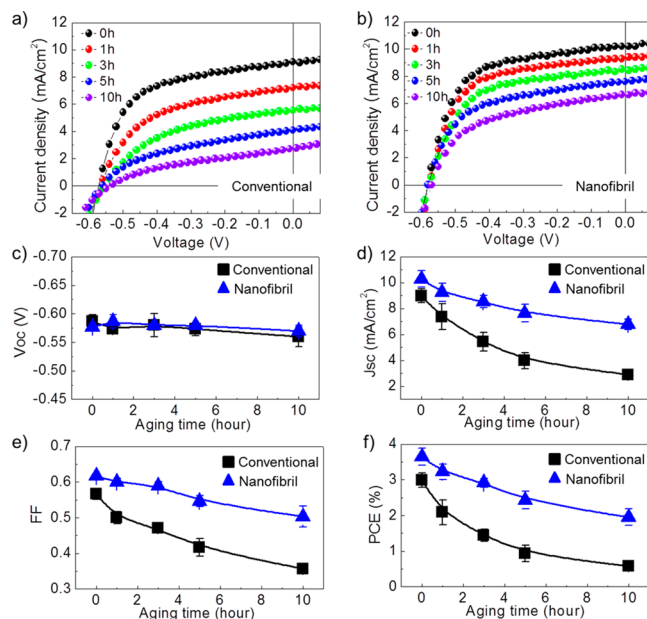 a)
12
10
8
6
4
2
0
-2
Current density (mA/cm²)
0h
1h
3h
5h
10h
Conventional
-0.6 -0.5 -0.4 -0.3 -0.2 -0.1 0.0
Voltage (V)
b)
12
10
8
6
4
2
0
-2
Current density (mA/cm²)
0h
1h
3h
5h
10h
Nanofibril
-0.6 -0.5 -0.4 -0.3 -0.2 -0.1 0.0
Voltage (V)
c)
-0.70
-0.65
-0.60
-0.55
-0.50
-0.45
Voc (V)
Conventional
Nanofibril
0 2 4 6 8 10
Aging time (hour)
d)
12
10
8
6
4
2
Jsc (mA/cm²)
Conventional
Nanofibril
0 2 4 6 8 10
Aging time (hour)
e)
0.7
0.6
0.5
0.4
0.3
FF
Conventional
Nanofibril
0 2 4 6 8 10
Aging time (hour)
f)
4
3
2
1
0
PCE (%)
Conventional
Nanofibril
0 2 4 6 8 10
Aging time (hour)